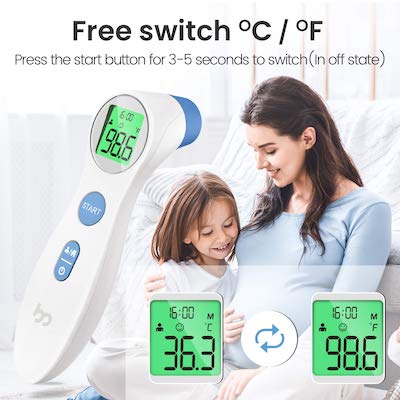 Free switch °C / °F
Press the start button for 3-5 seconds to switch(In off state)
16:00
98.6
START
16:00 M
°C
36.3
16:00 M
°F
98.6